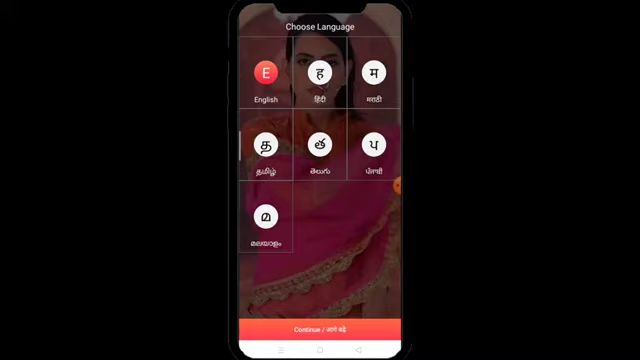 Choose Language
E
English
ह
हिंदी
म
मराठी
த
தமிழ்
త
తెలుగు
ਪ
ਪੰਜਾਬੀ
മ
മലയാളം
Continue / आगे बढ़े